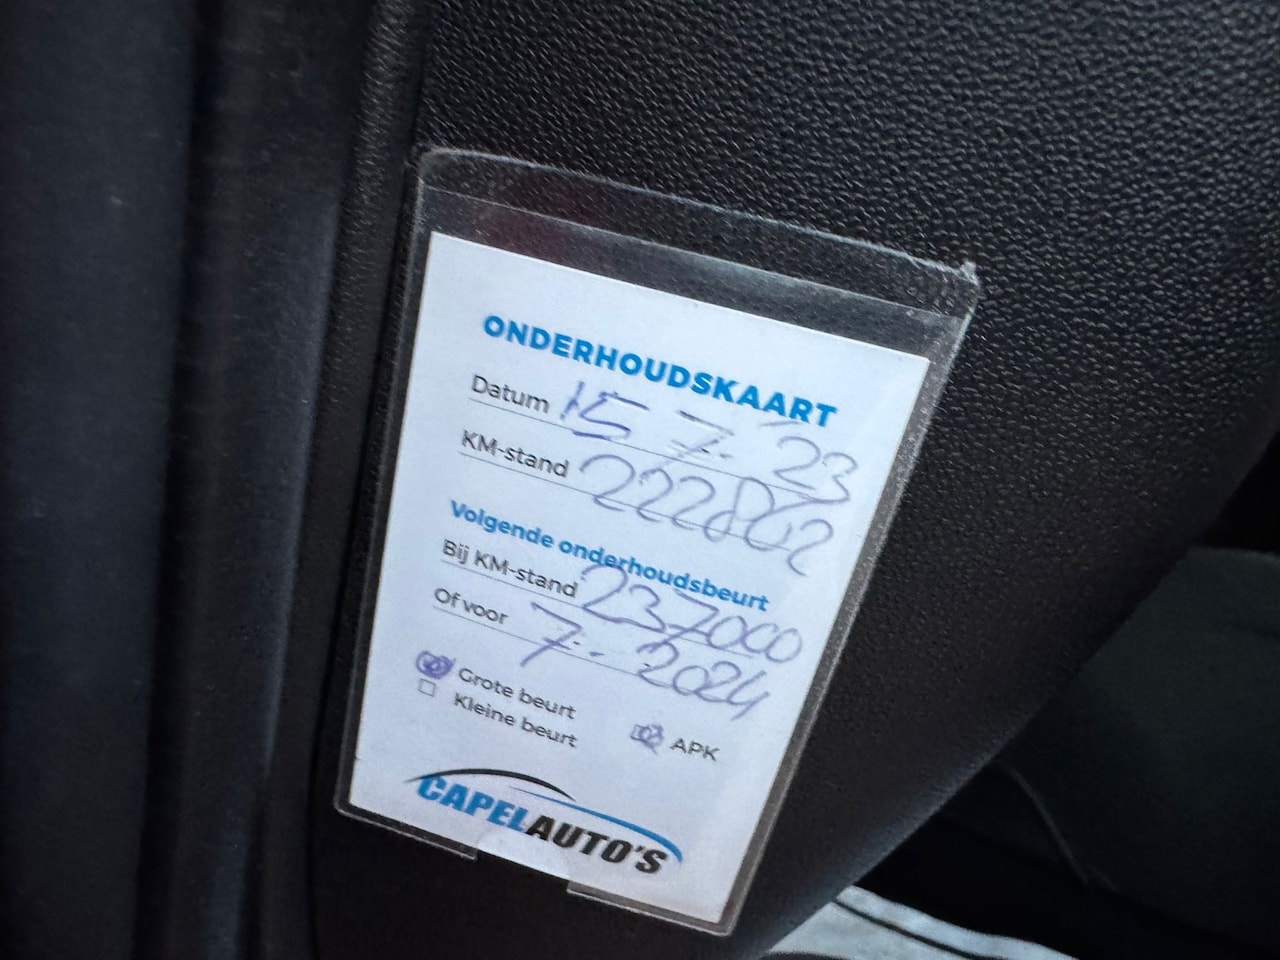 ONDERHOUDSKAART
Datum 15 7. 23
KM-stand 222862
Volgende onderhoudsbeurt
Bij KM-stand 237000
Of voor 7. - 2024
Grote beurt
Kleine beurt
APK
CAPELAUTO'S